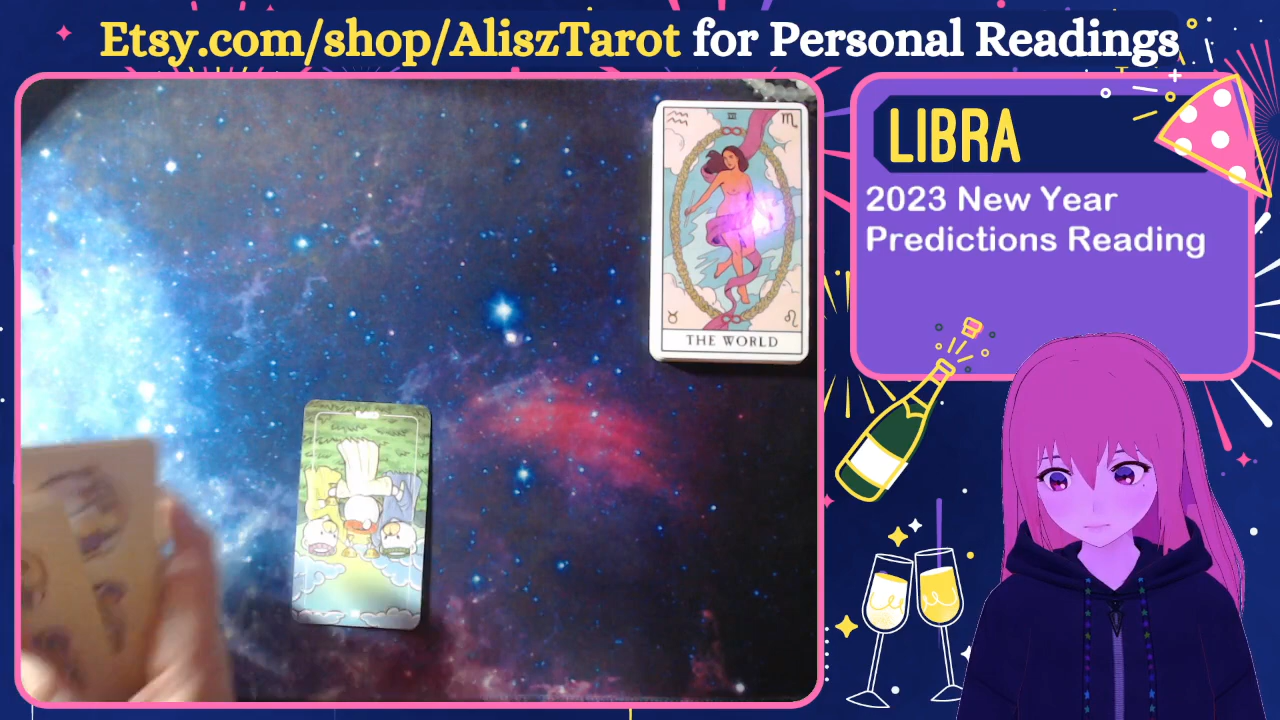 Etsy.com/shop/AliszTarot for Personal Readings
LIBRA
2023 New Year
Predictions Reading
THE WORLD